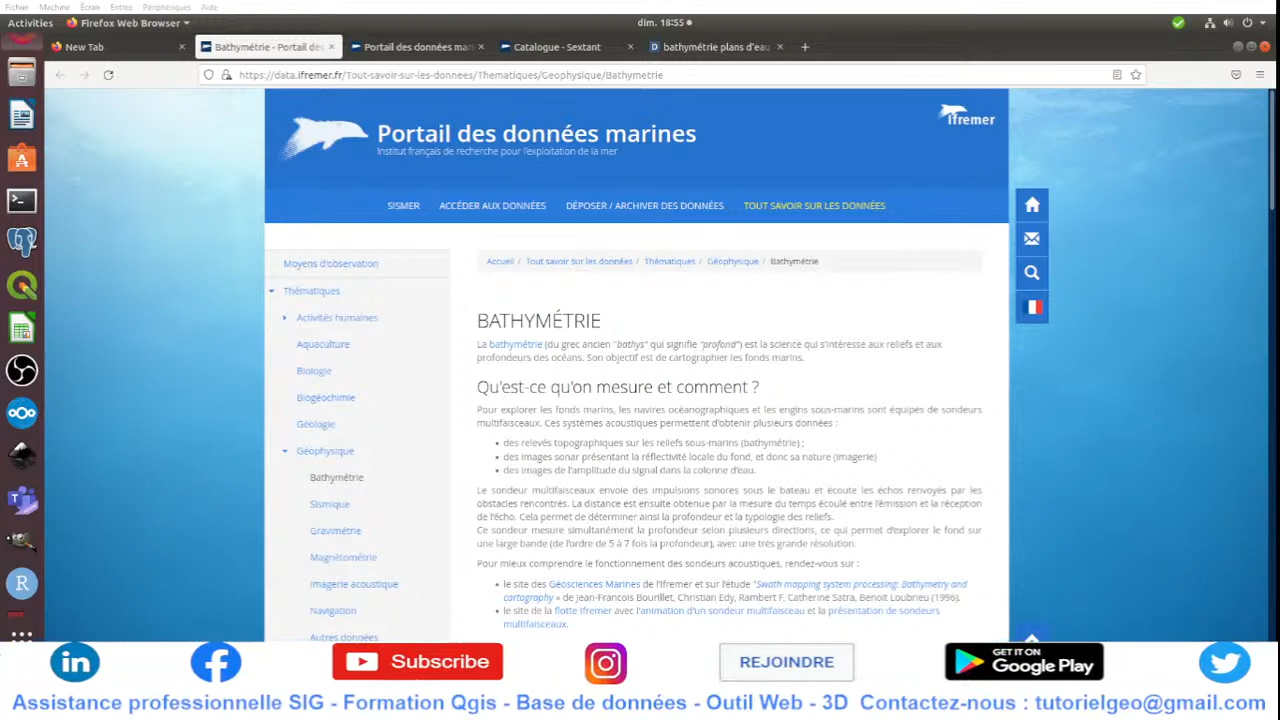 Fichier Machine Écran Entrée Périphériques Aide
Activities Firefox Web Browser dim. 18:55
New Tab Bathymétrie - Portail des Portail des données mari Catalogue - Sextant bathymétrie plans d'eau
https://data.ifremer.fr/Tout-savoir-sur-les-donnees/Thematiques/Geophysique/Bathymetrie
Portail des données marines
Institut français de recherche pour l'exploitation de la mer
ifremer
SISMER ACCÉDER AUX DONNÉES DÉPOSER / ARCHIVER DES DONNÉES TOUT SAVOIR SUR LES DONNÉES
Moyens d'observation
Thématiques
Activités humaines
Aquaculture
Biologie
Biogéochimie
Géologie
Géophysique
Bathymétrie
Sismique
Gravimétrie
Magnétométrie
Imagerie acoustique
Navigation
Autres données
Accueil / Tout savoir sur les données / Thématiques / Géophysique / Bathymétrie
BATHYMÉTRIE
La bathymétrie (du grec ancien "bathys" qui signifie "profond") est la science qui s'intéresse aux reliefs et aux
profondeurs des océans. Son objectif est de cartographier les fonds marins.
Qu'est-ce qu'on mesure et comment ?
Pour explorer les fonds marins, les navires océanographiques et les engins sous-marins sont équipés de sondeurs
multifaisceaux. Ces systèmes acoustiques permettent d'obtenir plusieurs données :
• des relevés topographiques sur les reliefs sous-marins (bathymétrie) ;
• des images sonar présentant la réflectivité locale du fond, et donc sa nature (imagerie)
• des images de l'amplitude du signal dans la colonne d'eau.
Le sondeur multifaisceaux envoie des impulsions sonores sous le bateau et écoute les échos renvoyés par les
obstacles rencontrés. La distance est ensuite obtenue par la mesure du temps écoulé entre l'émission et la réception
de l'écho. Cela permet de déterminer ainsi la profondeur et la typologie des reliefs.
Ce sondeur mesure simultanément la profondeur selon plusieurs directions, ce qui permet d'explorer le fond sur
une large bande (de l'ordre de 5 à 7 fois la profondeur), avec une très grande résolution.
Pour mieux comprendre le fonctionnement des sondeurs acoustiques, rendez-vous sur :
• le site des Géosciences Marines de l'Ifremer et sur l'étude "Swath mapping system processing: Bathymetry and
cartography » de Jean-Francois Bourillet, Christian Edy, Rambert F, Catherine Satra, Benoit Loubrieu (1996).
• le site de la flotte Ifremer avec l'animation d'un sondeur multifaisceau et la présentation de sondeurs
multifaisceaux.
Subscribe
REJOINDRE
GET IT ON
Google Play
Assistance professionnelle SIG - Formation Qgis - Base de données - Outil Web - 3D Contactez-nous : tutorielgeo@gmail.com